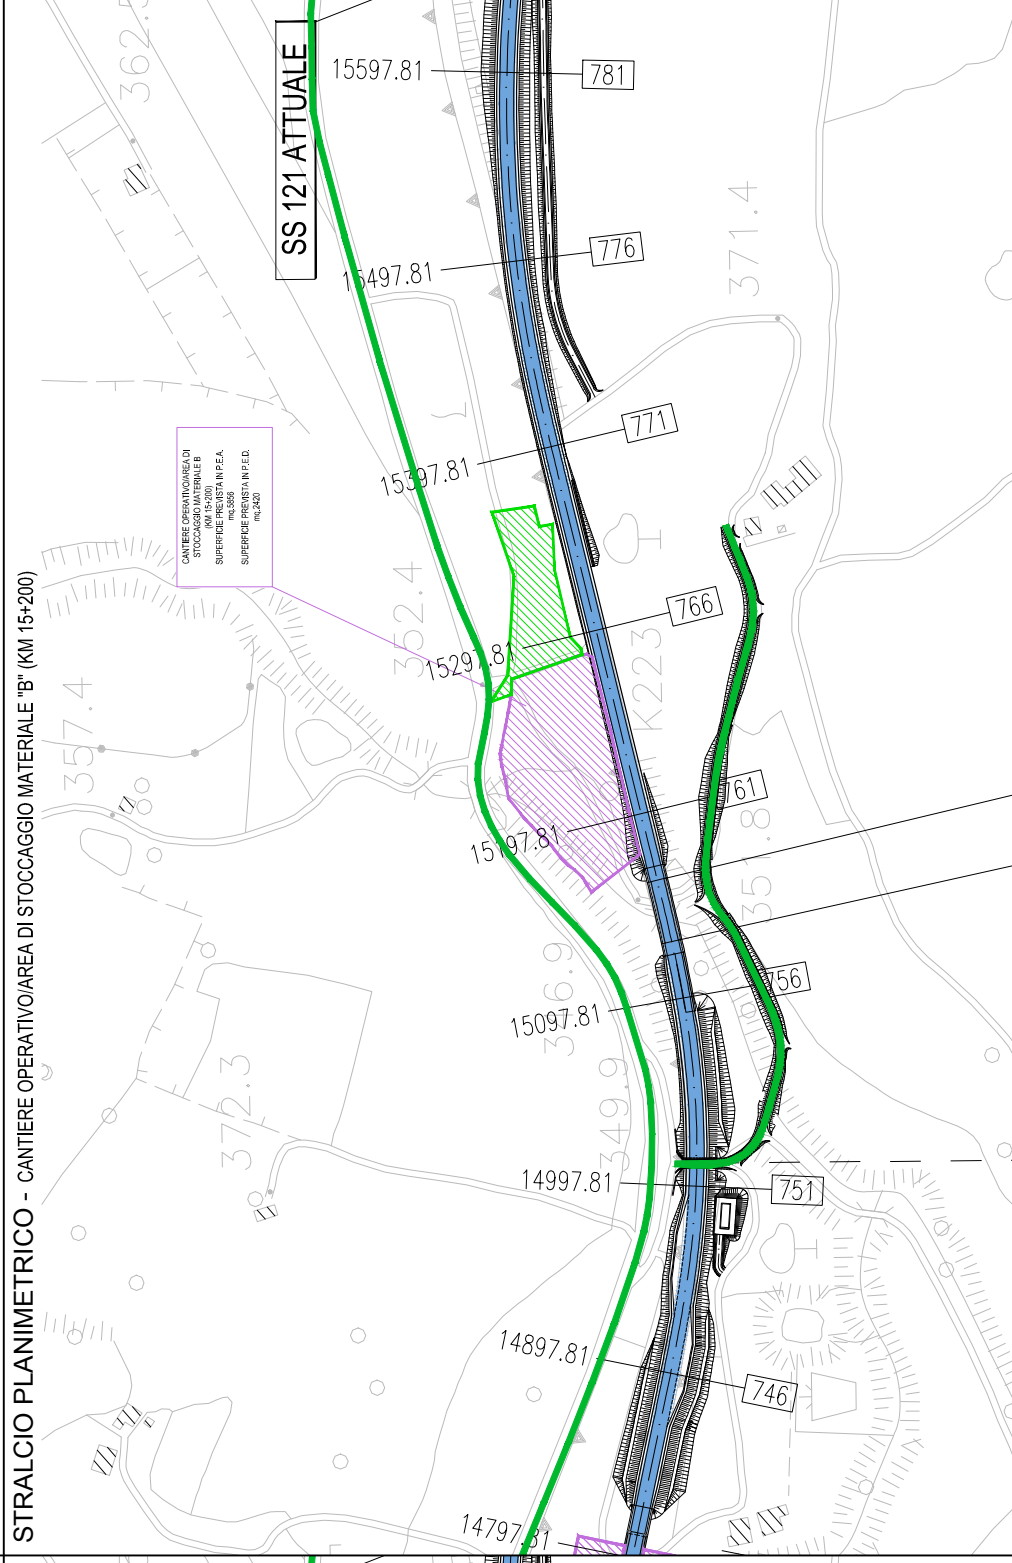 STRALCIO PLANIMETRICO - CANTIERE OPERATIVO/AREA DI STOCCAGGIO MATERIALE "B" (KM 15+200)
SS 121 ATTUALE
CANTIERE OPERATIVO/AREA DI
STOCCAGGIO MATERIALE B
(KM 15+200)
SUPERFICIE PREVISTA IN P.E.A.
mq.5856
SUPERFICIE PREVISTA IN P.E.D.
mq.2420
15597.81
781
15497.81
776
371.4
15397.81
771
352.4
15297.81
766
K223
357.4
15197.81
761
15097.81
756
372.3
349.9
14997.81
751
14897.81
746
14797.81